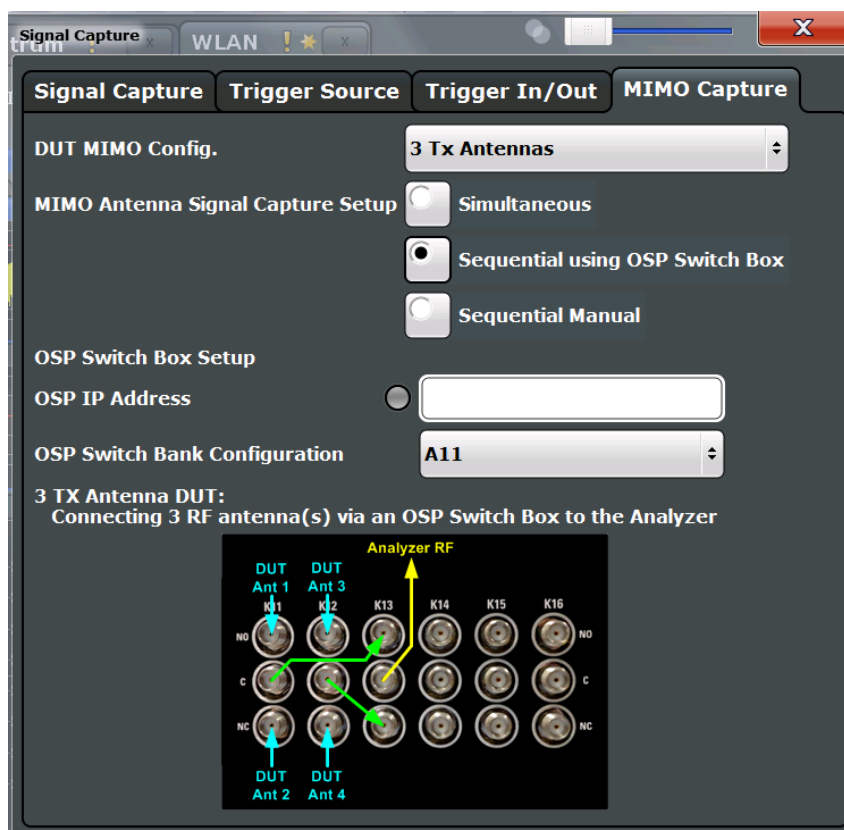 Signal Capture
trum ! x WLAN ! x
X
Signal Capture Trigger Source Trigger In/Out MIMO Capture
DUT MIMO Config. 3 Tx Antennas
MIMO Antenna Signal Capture Setup Simultaneous
Sequential using OSP Switch Box
Sequential Manual
OSP Switch Box Setup
OSP IP Address
OSP Switch Bank Configuration A11
3 TX Antenna DUT:
Connecting 3 RF antenna(s) via an OSP Switch Box to the Analyzer
Analyzer RF
DUT DUT
Ant 1 Ant 3
K11 K12 K13 K14 K15 K16
NO NO
C C
NC NC
DUT DUT
Ant 2 Ant 4